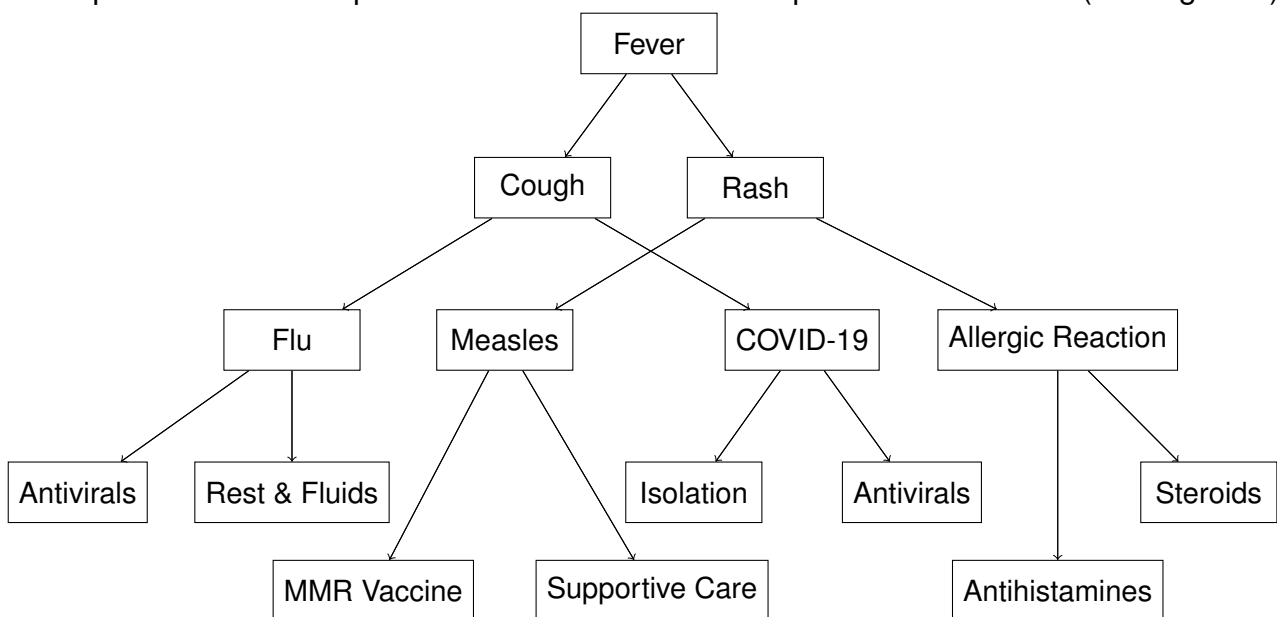 Fever
Cough
Rash
Flu
Measles
COVID-19
Allergic Reaction
Antivirals
Rest & Fluids
Isolation
Antivirals
Steroids
MMR Vaccine
Supportive Care
Antihistamines